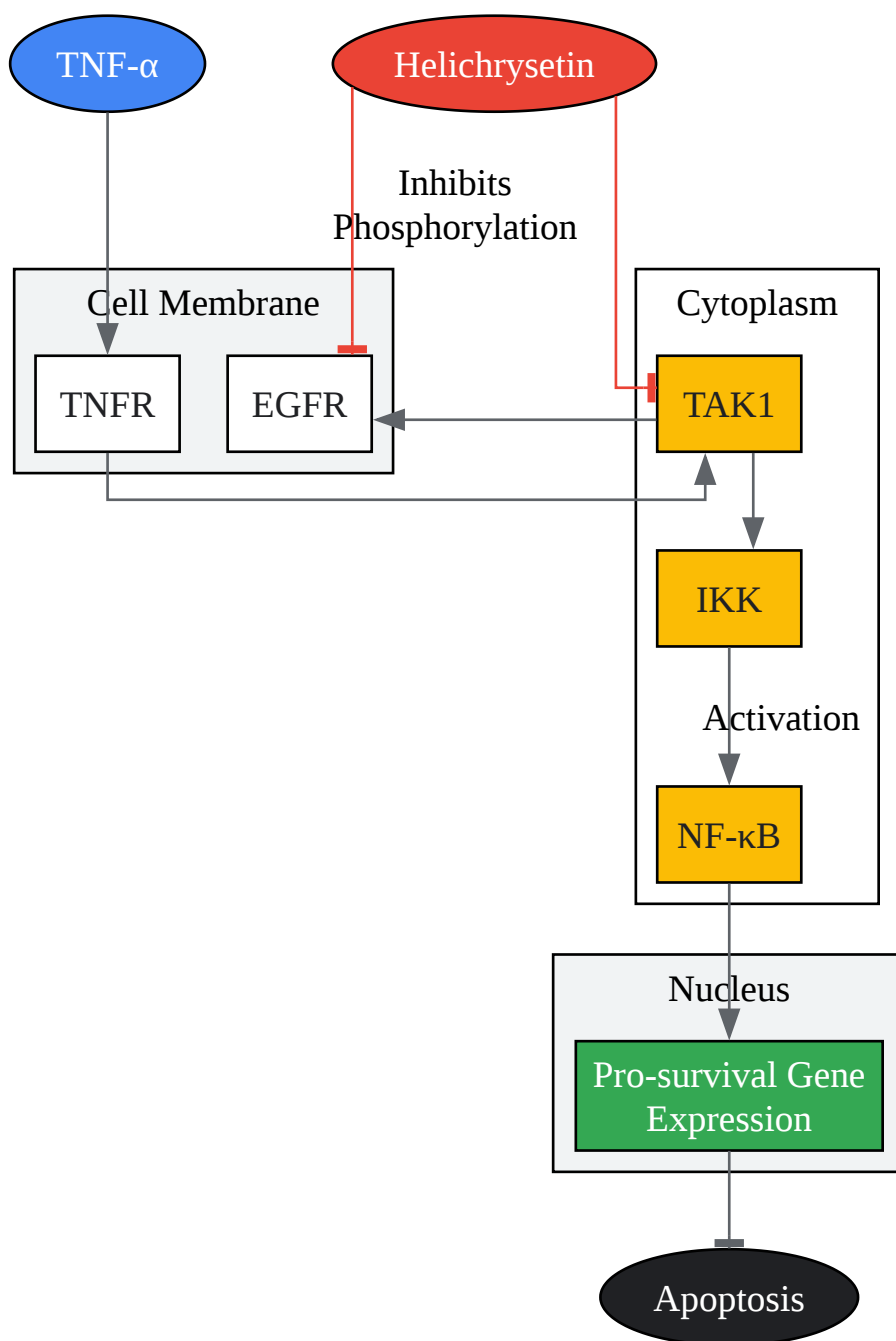 TNF-α
Helichrysetin
Inhibits
Phosphorylation
Cell Membrane
Cytoplasm
TNFR
EGFR
TAK1
IKK
Activation
NF-κB
Nucleus
Pro-survival Gene
Expression
Apoptosis